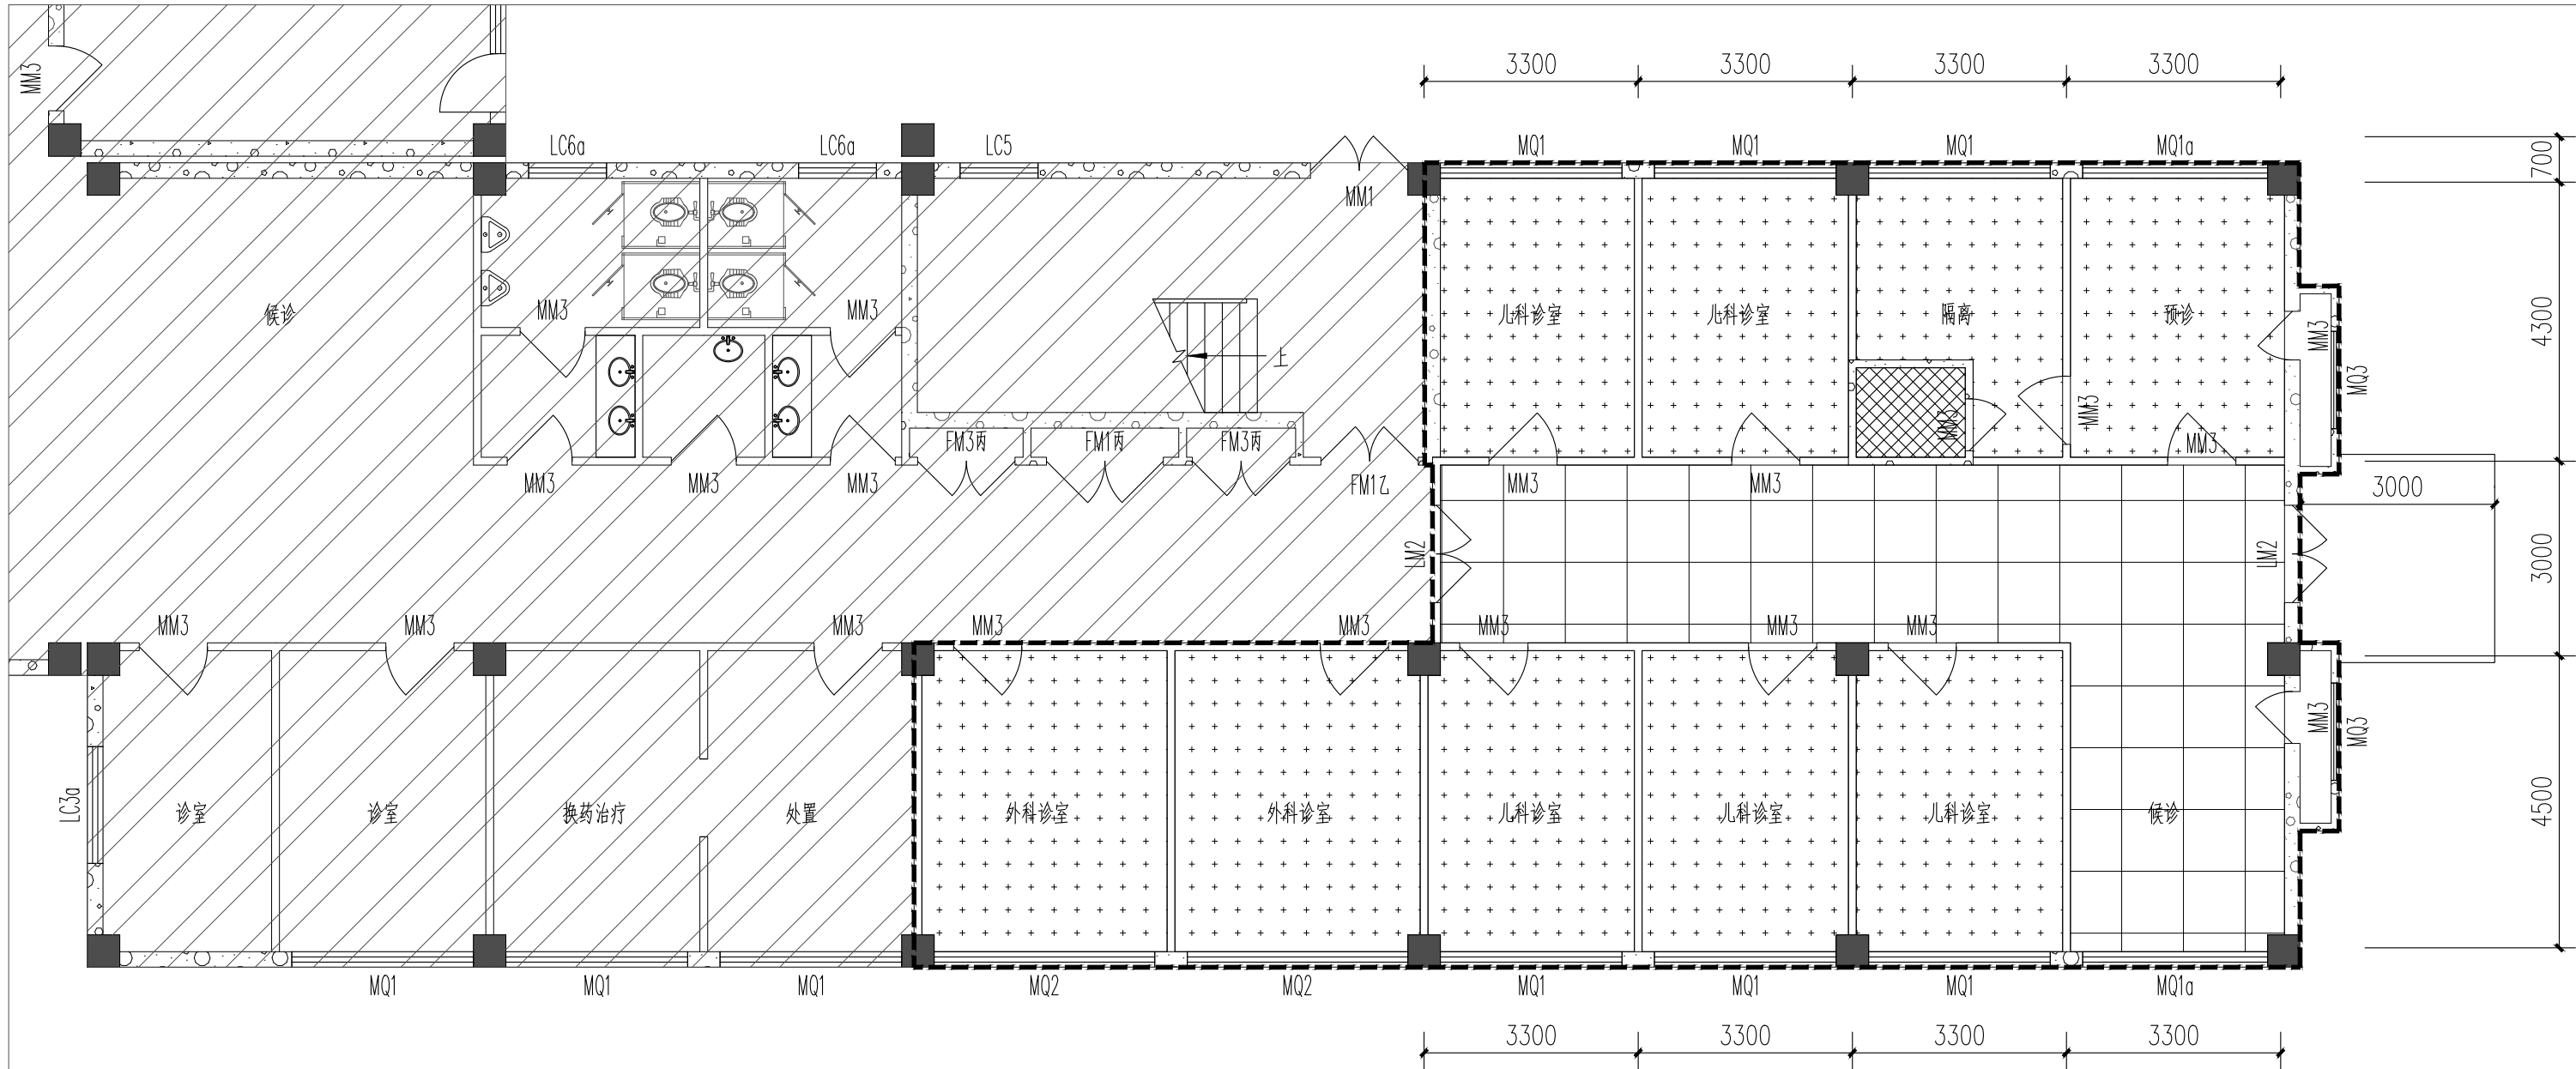 3300 3300 3300 3300
MM3
LC6a LC6a LC5 MQ1 MQ1 MQ1 MQ1a
700
MM1
候诊 MM3 MM3 儿科诊室 儿科诊室 隔离 预诊 MM3 4300
上
MQ3
MM3 MM3
FM3丙 FM1丙 FM3丙 MM3
MM3 MM3 MM3 FM1乙 MM3 MM3 3000
LM2 LM2 3000
MM3 MM3 MM3 MM3 MM3 MM3 MM3 MM3
MM3 MQ3
LC3a 诊室 诊室 换药治疗 处置 外科诊室 外科诊室 儿科诊室 儿科诊室 儿科诊室 候诊 4500
MQ1 MQ1 MQ1 MQ2 MQ2 MQ1 MQ1 MQ1 MQ1a
3300 3300 3300 3300